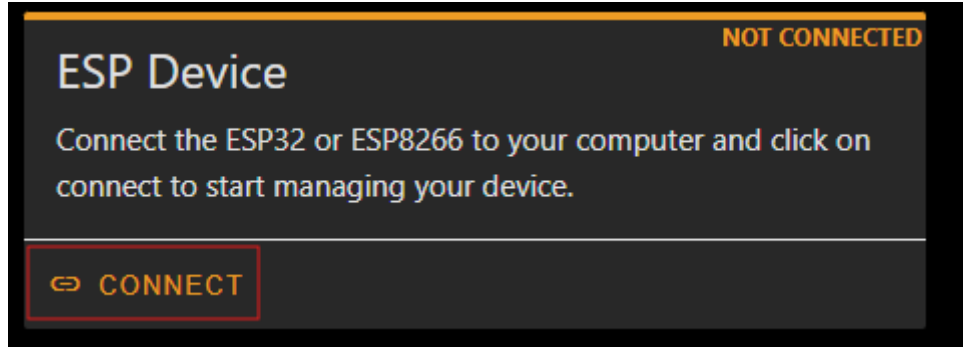 NOT CONNECTED
ESP Device
Connect the ESP32 or ESP8266 to your computer and click on
connect to start managing your device.
CONNECT